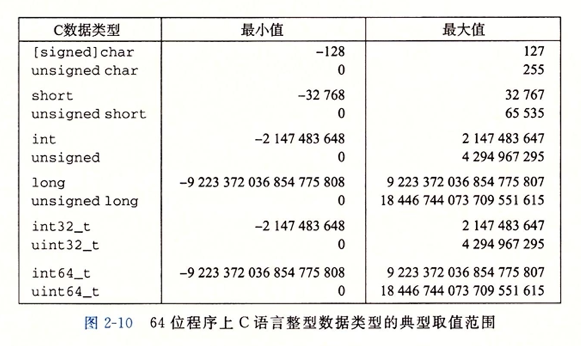 C数据类型 最小值 最大值
[signed]char -128 127
unsigned char 0 255
short -32 768 32 767
unsigned short 0 65 535
int -2 147 483 648 2 147 483 647
unsigned 0 4 294 967 295
long -9 223 372 036 854 775 808 9 223 372 036 854 775 807
unsigned long 0 18 446 744 073 709 551 615
int32_t -2 147 483 648 2 147 483 647
uint32_t 0 4 294 967 295
int64_t -9 223 372 036 854 775 808 9 223 372 036 854 775 807
uint64_t 0 18 446 744 073 709 551 615
图 2-10 64 位程序上 C 语言整型数据类型的典型取值范围